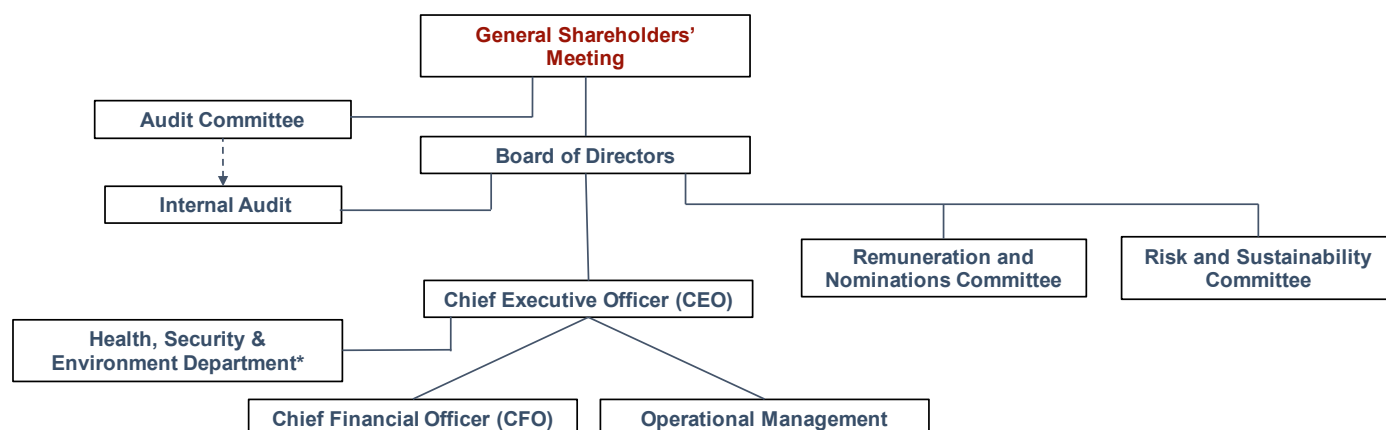 General Shareholders’
Meeting
Audit Committee
Board of Directors
Internal Audit
Remuneration and
Nominations Committee
Risk and Sustainability
Committee
Chief Executive Officer (CEO)
Health, Security &
Environment Department*
Chief Financial Officer (CFO)
Operational Management